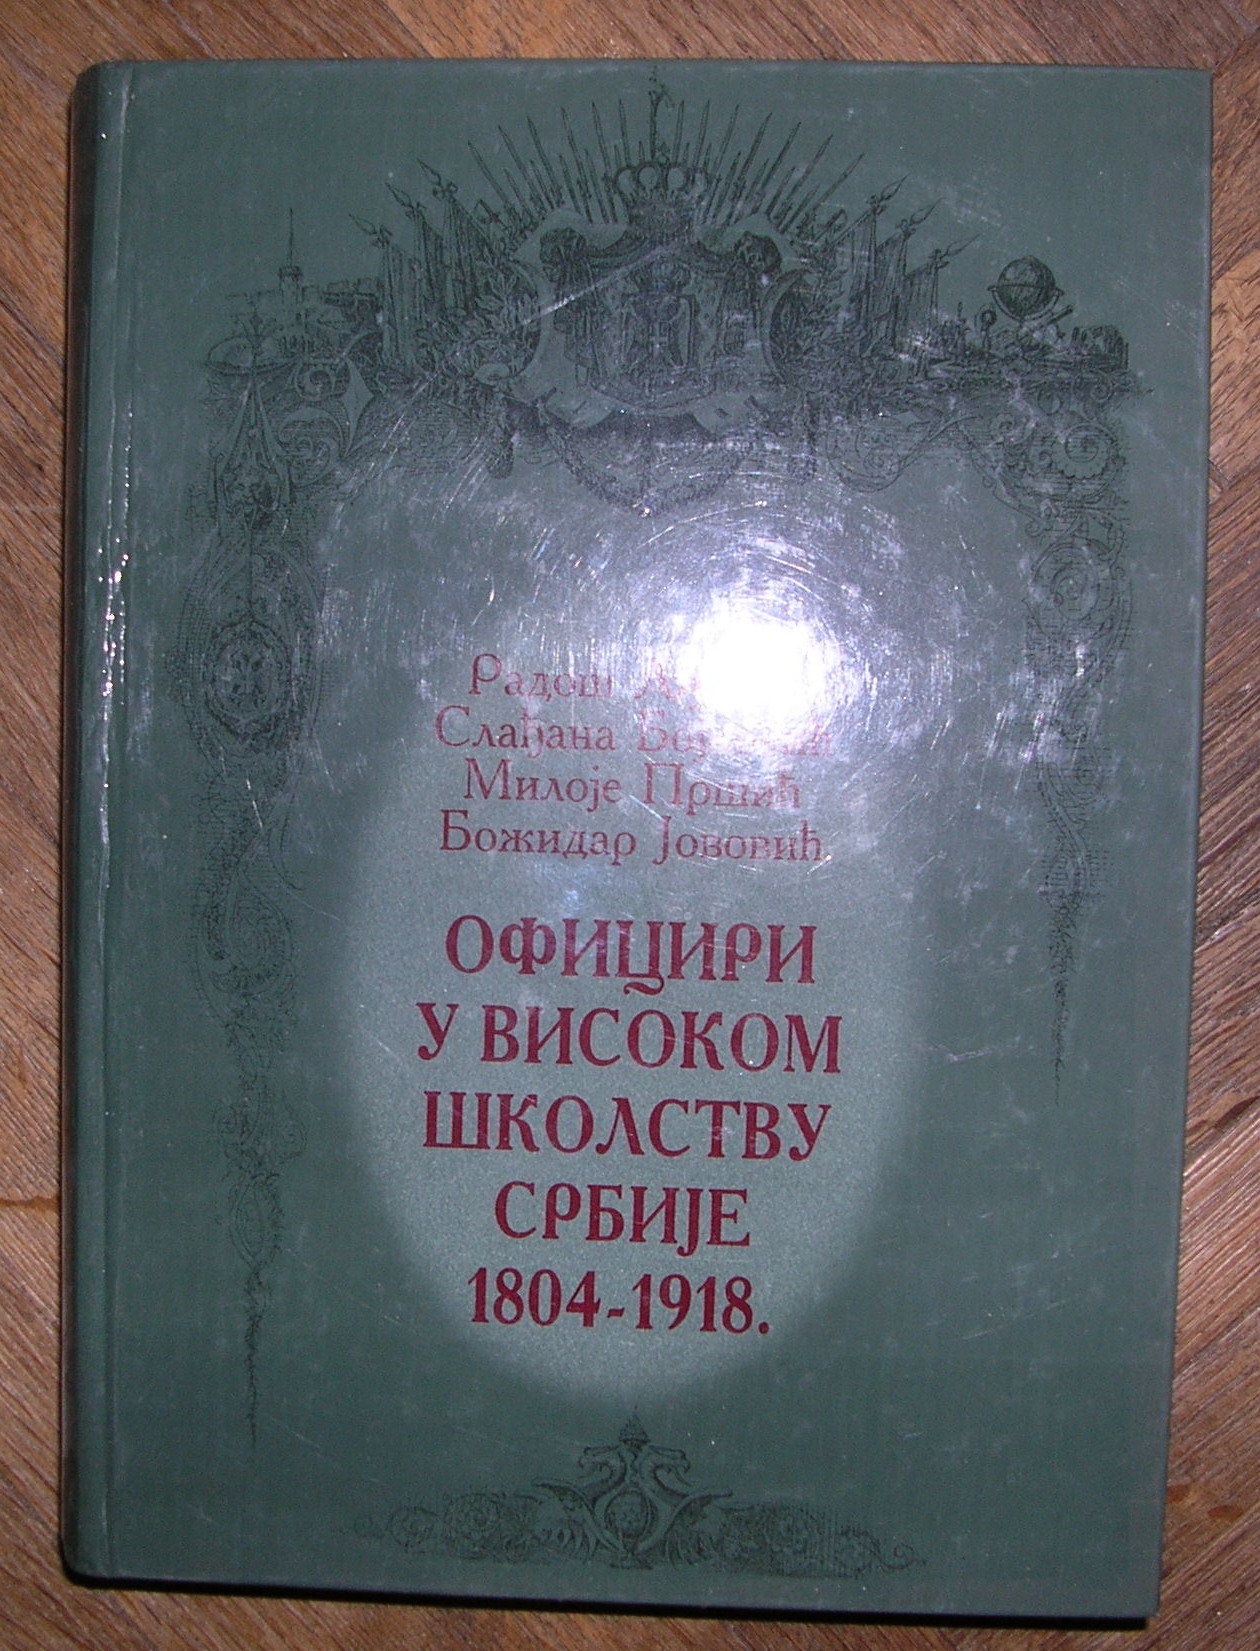 Радош
Слађана
Милоје Пршић
Божидар Јововић
ОФИЦИРИ
У ВИСОКОМ
ШКОЛСТВУ
СРБИЈЕ
1804-1918.